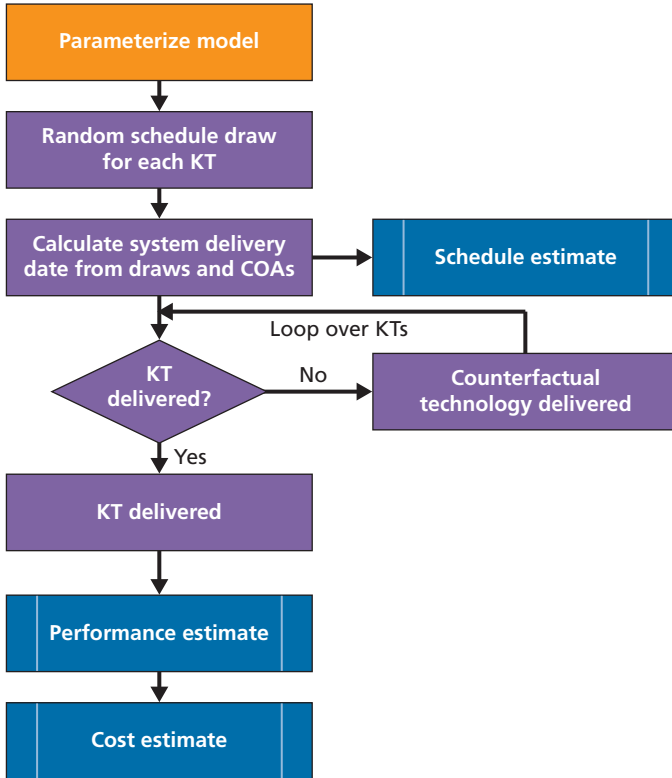 Parameterize model
Random schedule draw
for each KT
Calculate system delivery
date from draws and COAs
Schedule estimate
Loop over KTs
KT
delivered?
No
Counterfactual
technology delivered
Yes
KT delivered
Performance estimate
Cost estimate